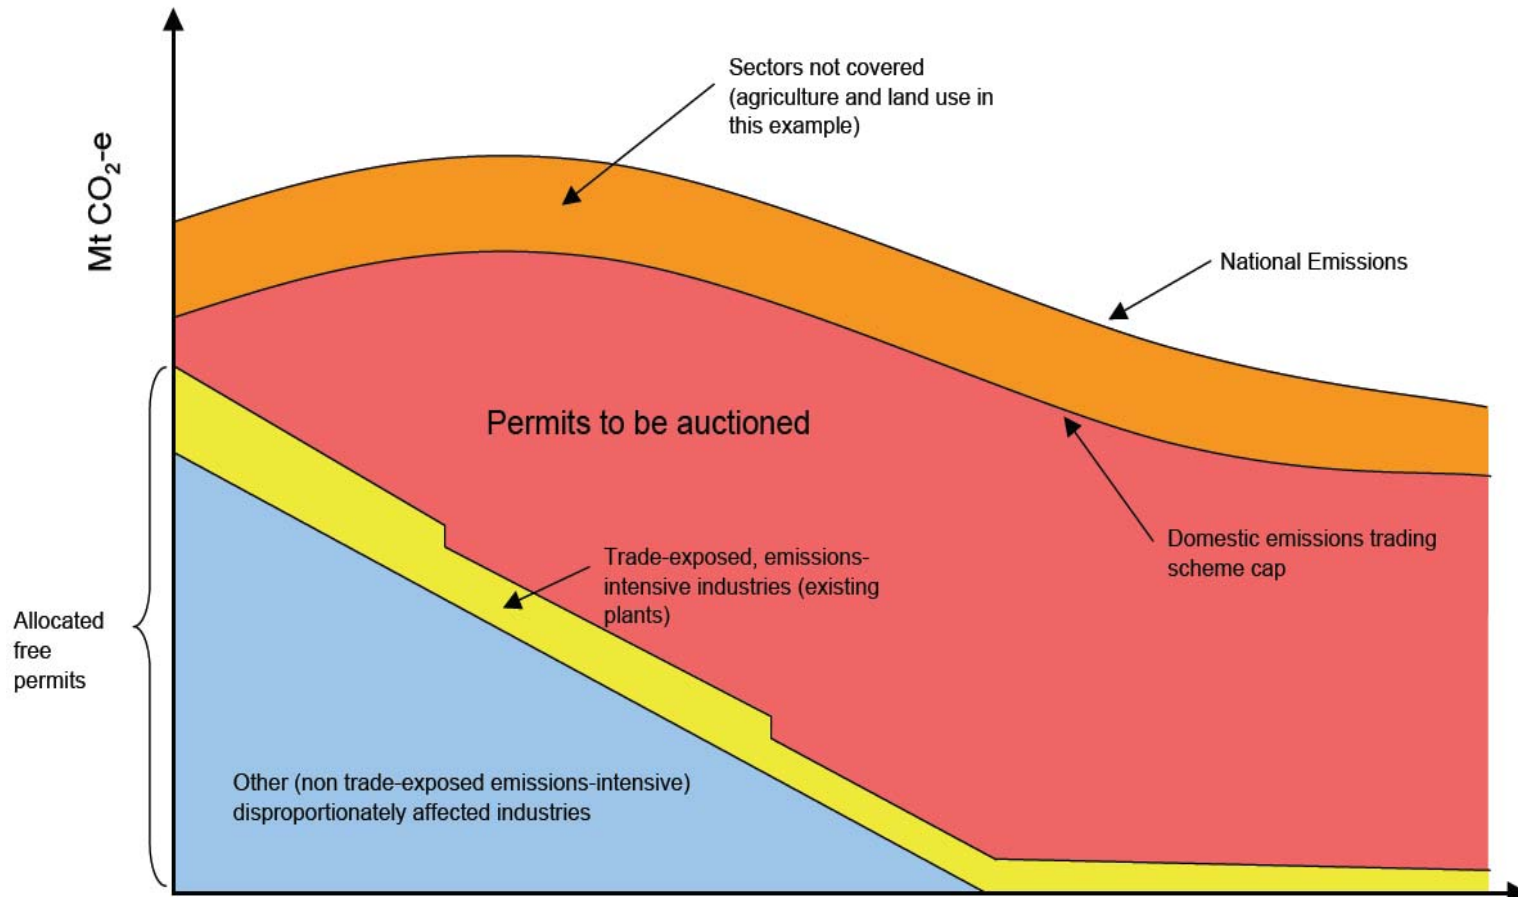 Sectors not covered
(agriculture and land use in
this example)
Mt CO₂-e
National Emissions
Permits to be auctioned
Domestic emissions trading
scheme cap
Trade-exposed, emissions-
intensive industries (existing
plants)
Allocated
free
permits
Other (non trade-exposed emissions-intensive)
disproportionately affected industries